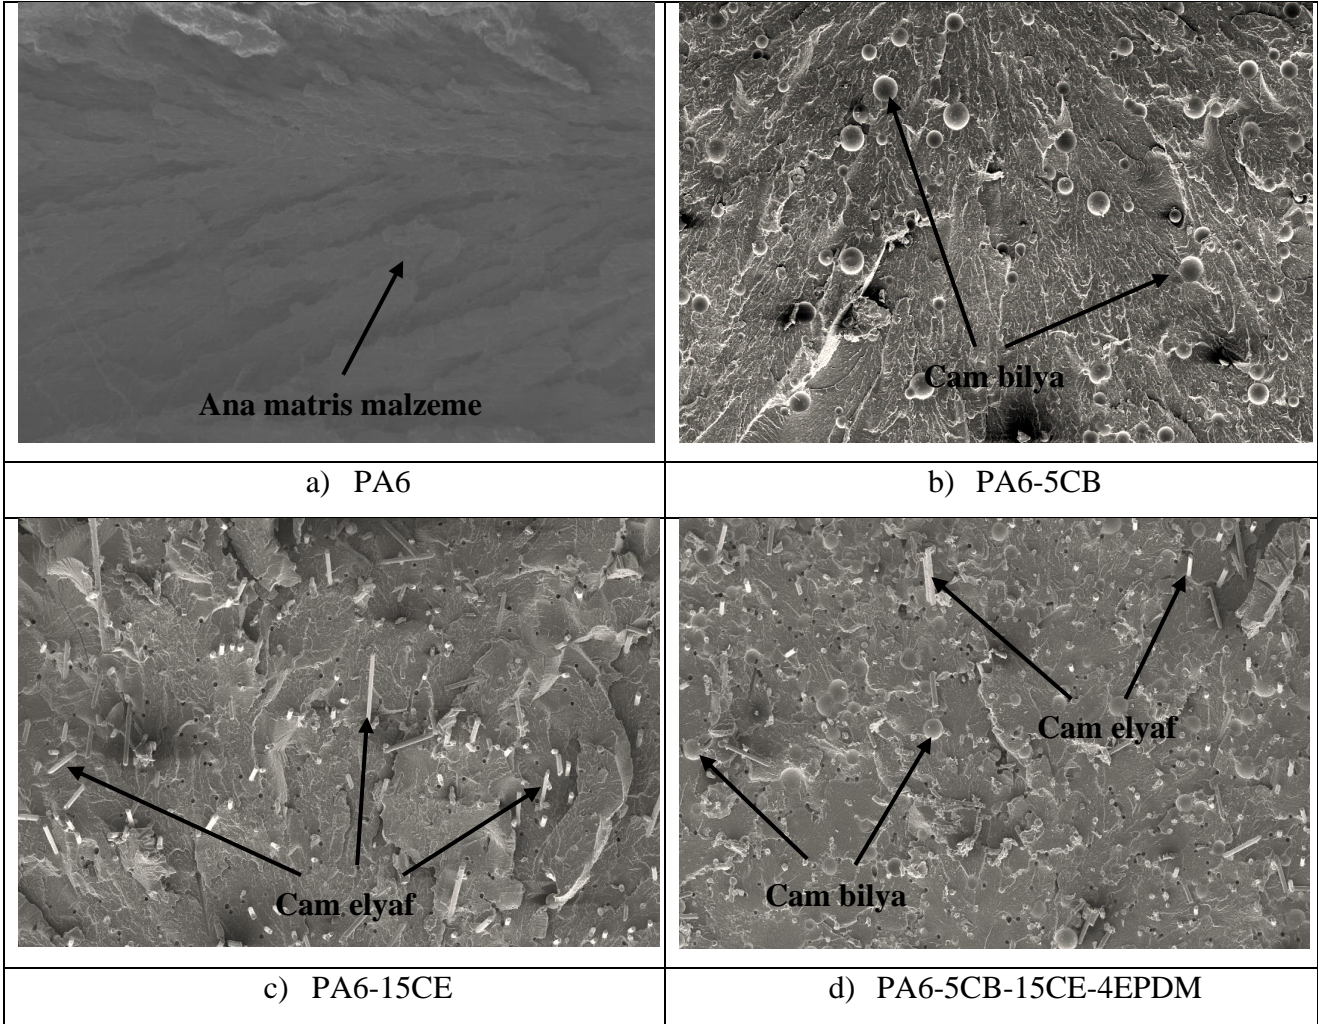 Ana matris malzeme
Cam bilya
a) PA6
b) PA6-5CB
Cam elyaf
Cam elyaf
Cam bilya
c) PA6-15CE
d) PA6-5CB-15CE-4EPDM